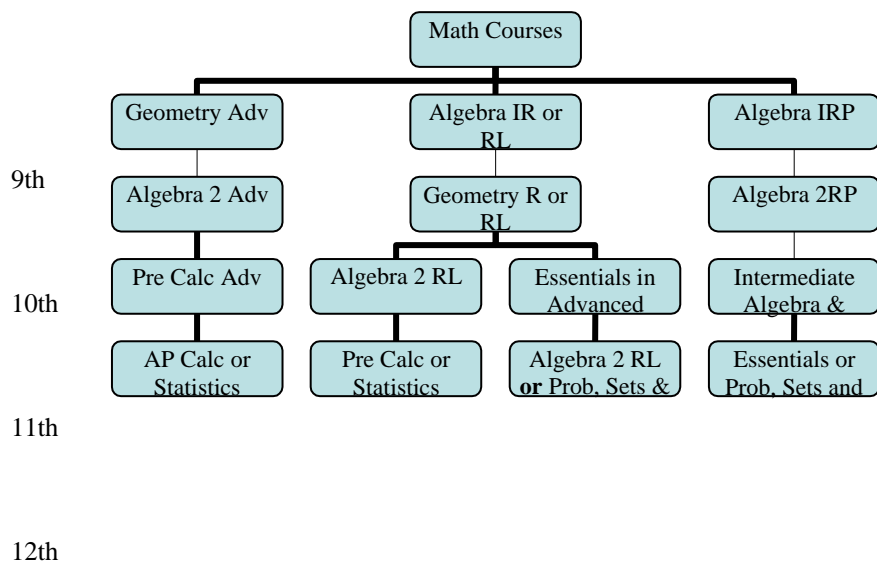 Math Courses
Geometry Adv
Algebra IR or
RL
Algebra IRP
9th
Algebra 2 Adv
Geometry R or
RL
Algebra 2RP
Pre Calc Adv
Algebra 2 RL
Essentials in
Advanced
Intermediate
Algebra &
10th
AP Calc or
Statistics
Pre Calc or
Statistics
Algebra 2 RL
or Prob, Sets &
Essentials or
Prob, Sets and
11th
12th